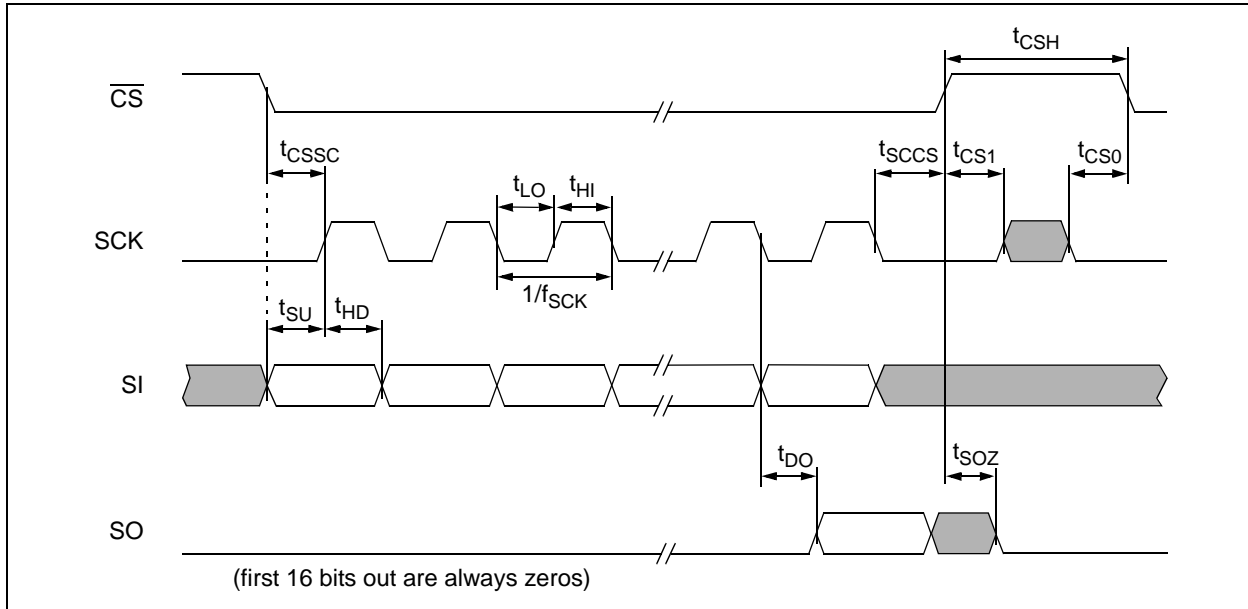 tCSH
CS
tCSSC
tSCCS
tCS1
tCS0
tLO
tHI
SCK
1/fSCK
tSU
tHD
SI
tDO
tSOZ
SO
(first 16 bits out are always zeros)